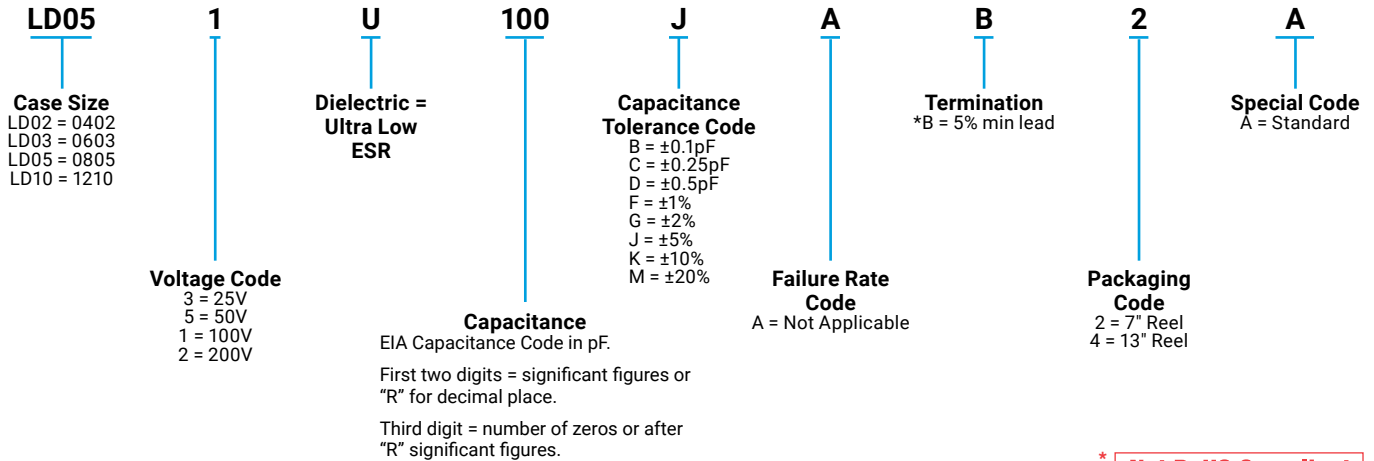 LD05 1 U 100 J A B 2 A
Case Size
LD02 = 0402
LD03 = 0603
LD05 = 0805
LD10 = 1210
Voltage Code
3 = 25V
5 = 50V
1 = 100V
2 = 200V
Dielectric =
Ultra Low
ESR
Capacitance
EIA Capacitance Code in pF.
First two digits = significant figures or
“R” for decimal place.
Third digit = number of zeros or after
“R” significant figures.
Capacitance
Tolerance Code
B = ±0.1pF
C = ±0.25pF
D = ±0.5pF
F = ±1%
G = ±2%
J = ±5%
K = ±10%
M = ±20%
Failure Rate
Code
A = Not Applicable
Termination
*B = 5% min lead
Packaging
Code
2 = 7" Reel
4 = 13" Reel
Special Code
A = Standard
*